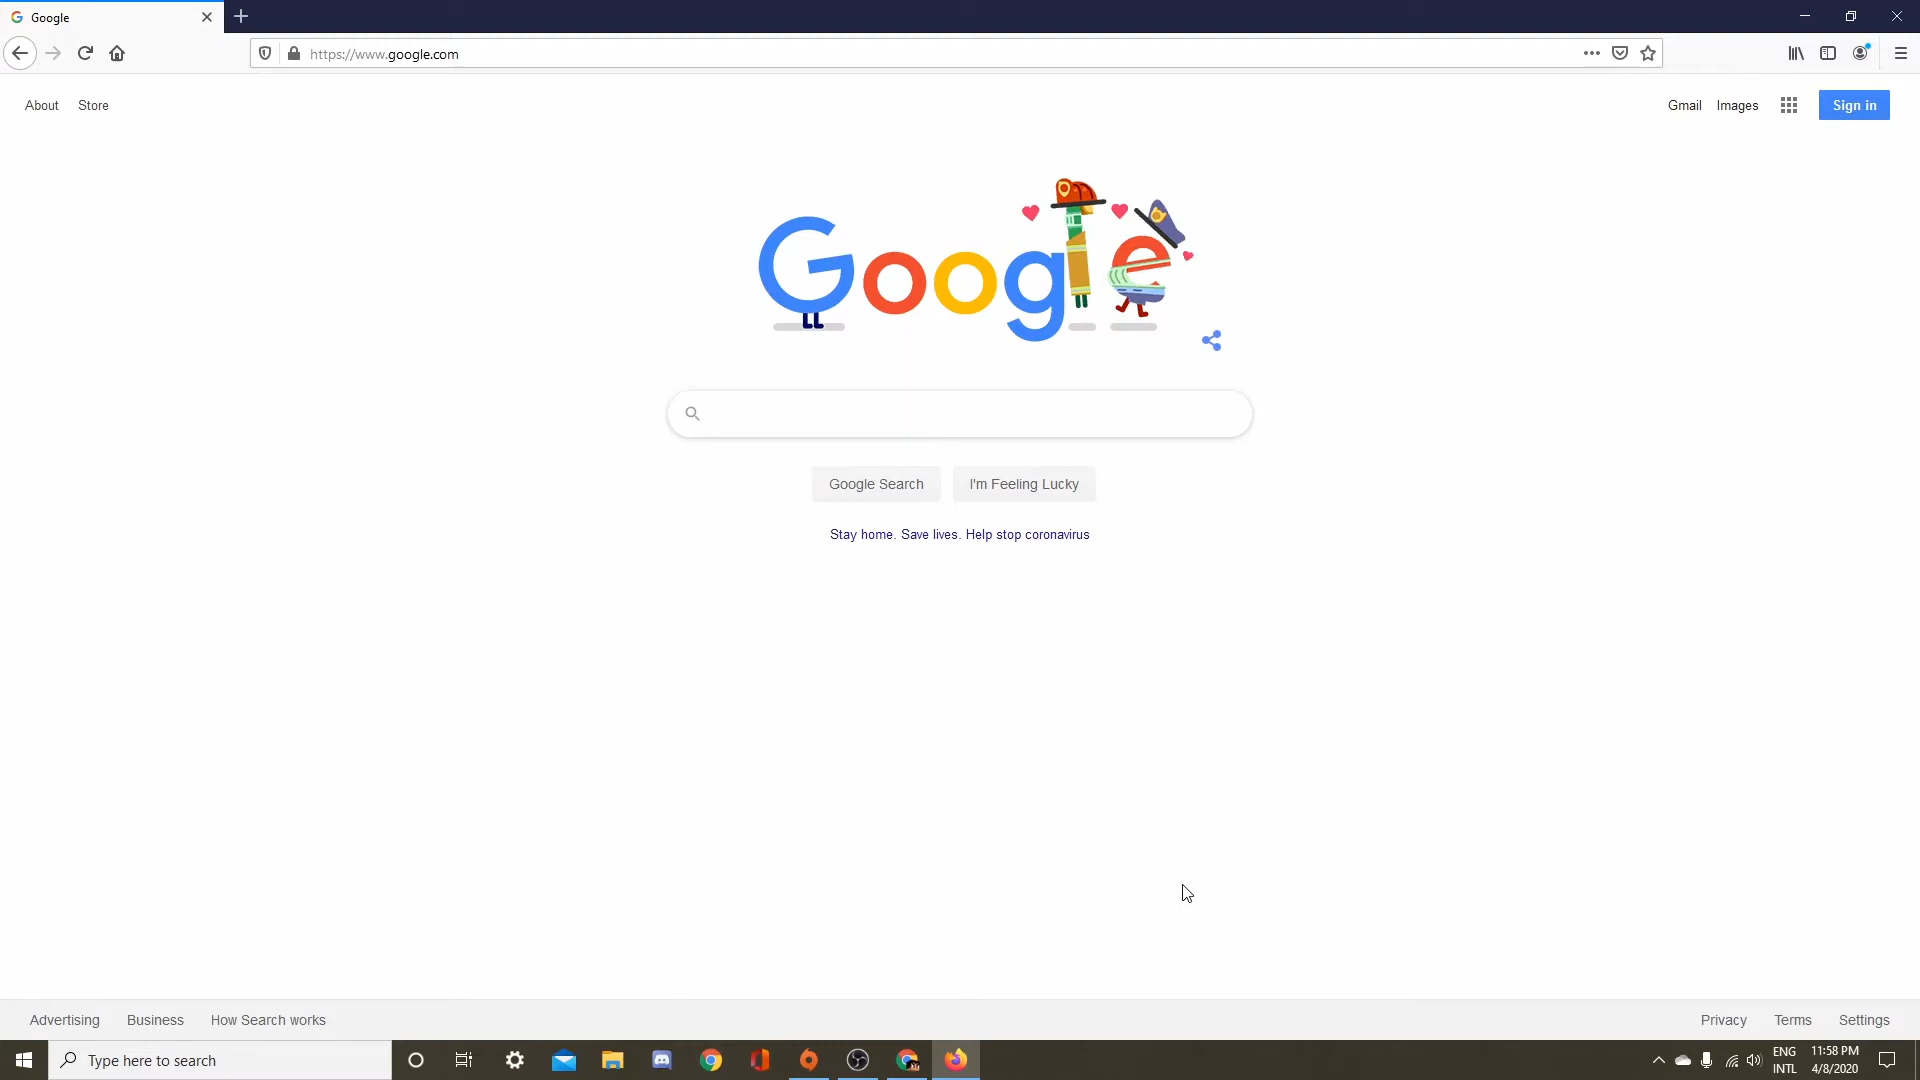 Google
https://www.google.com
About Store
Gmail Images Sign in
Google
Google Search I'm Feeling Lucky
Stay home. Save lives. Help stop coronavirus
Advertising Business How Search works
Privacy Terms Settings
Type here to search
ENG 11:58 PM
INTL 4/8/2020